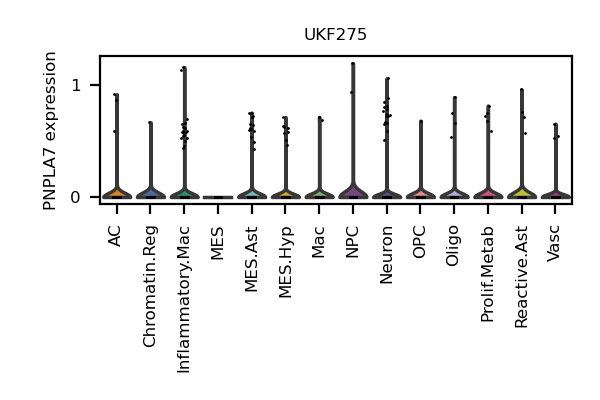 UKF275
PNPLA7 expression
1
0
AC
Chromatin.Reg
Inflammatory.Mac
MES
MES.Ast
MES.Hyp
Mac
NPC
Neuron
OPC
Oligo
Prolif.Metab
Reactive.Ast
Vasc